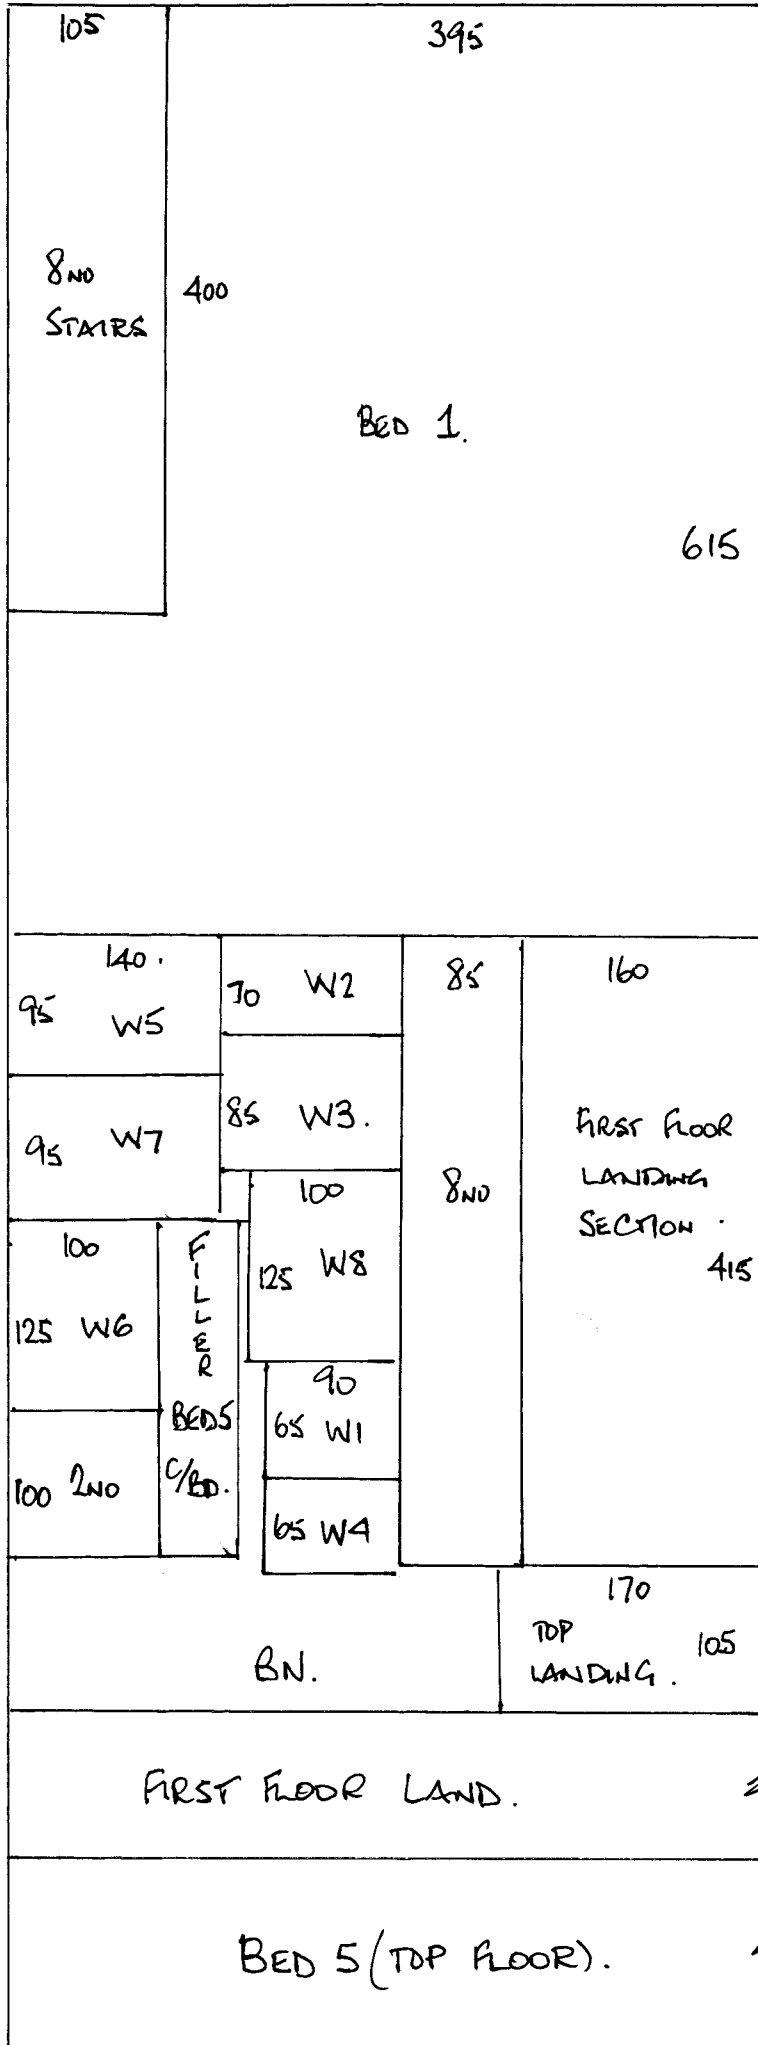 105
395
8NO
STAIRS
400
BED 1.
615
140.
95 W5
70 W2
85
160
95 W7
85 W3.
8NO
FIRST FLOOR
LANDING
SECTION.
415
100
125 W6
FILLER
BED5
C/BD.
100
125 W8
90
65 W1
100 2NO
65 W4
BN.
170
TOP
LANDING.
105
FIRST FLOOR LAND.
BED 5 (TOP FLOOR).